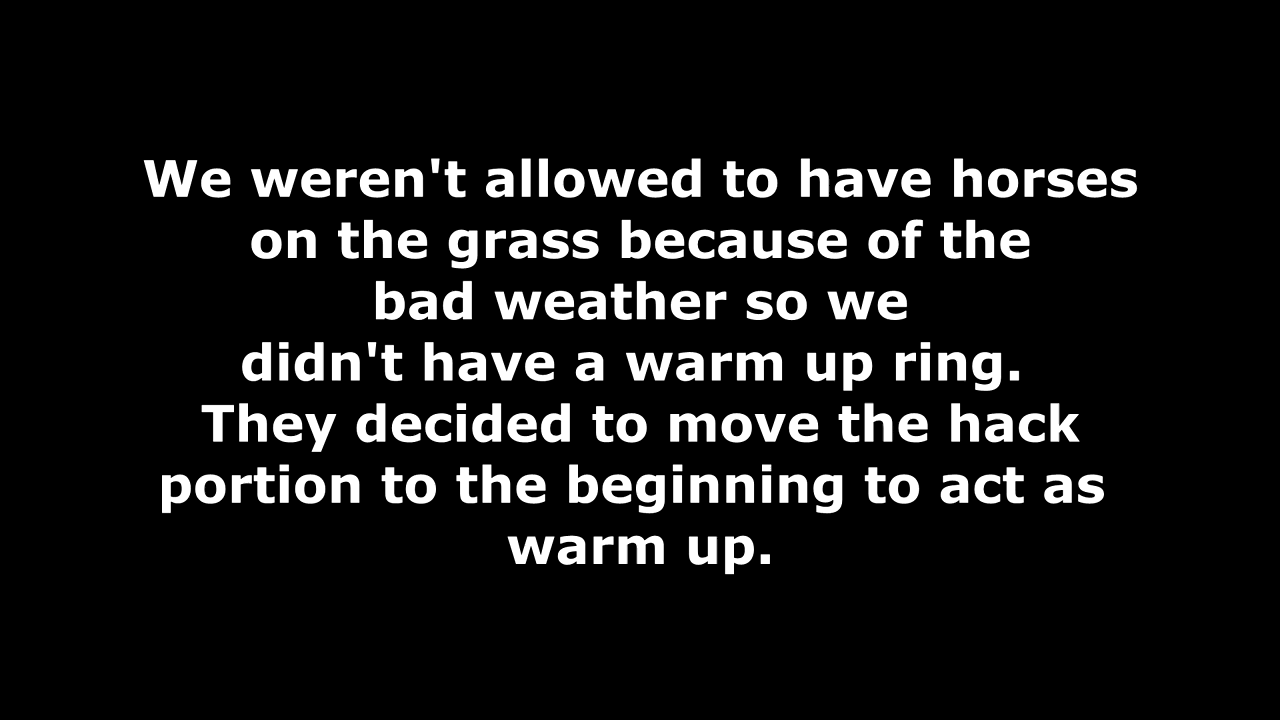 We weren't allowed to have horses
on the grass because of the
bad weather so we
didn't have a warm up ring.
They decided to move the hack
portion to the beginning to act as
warm up.